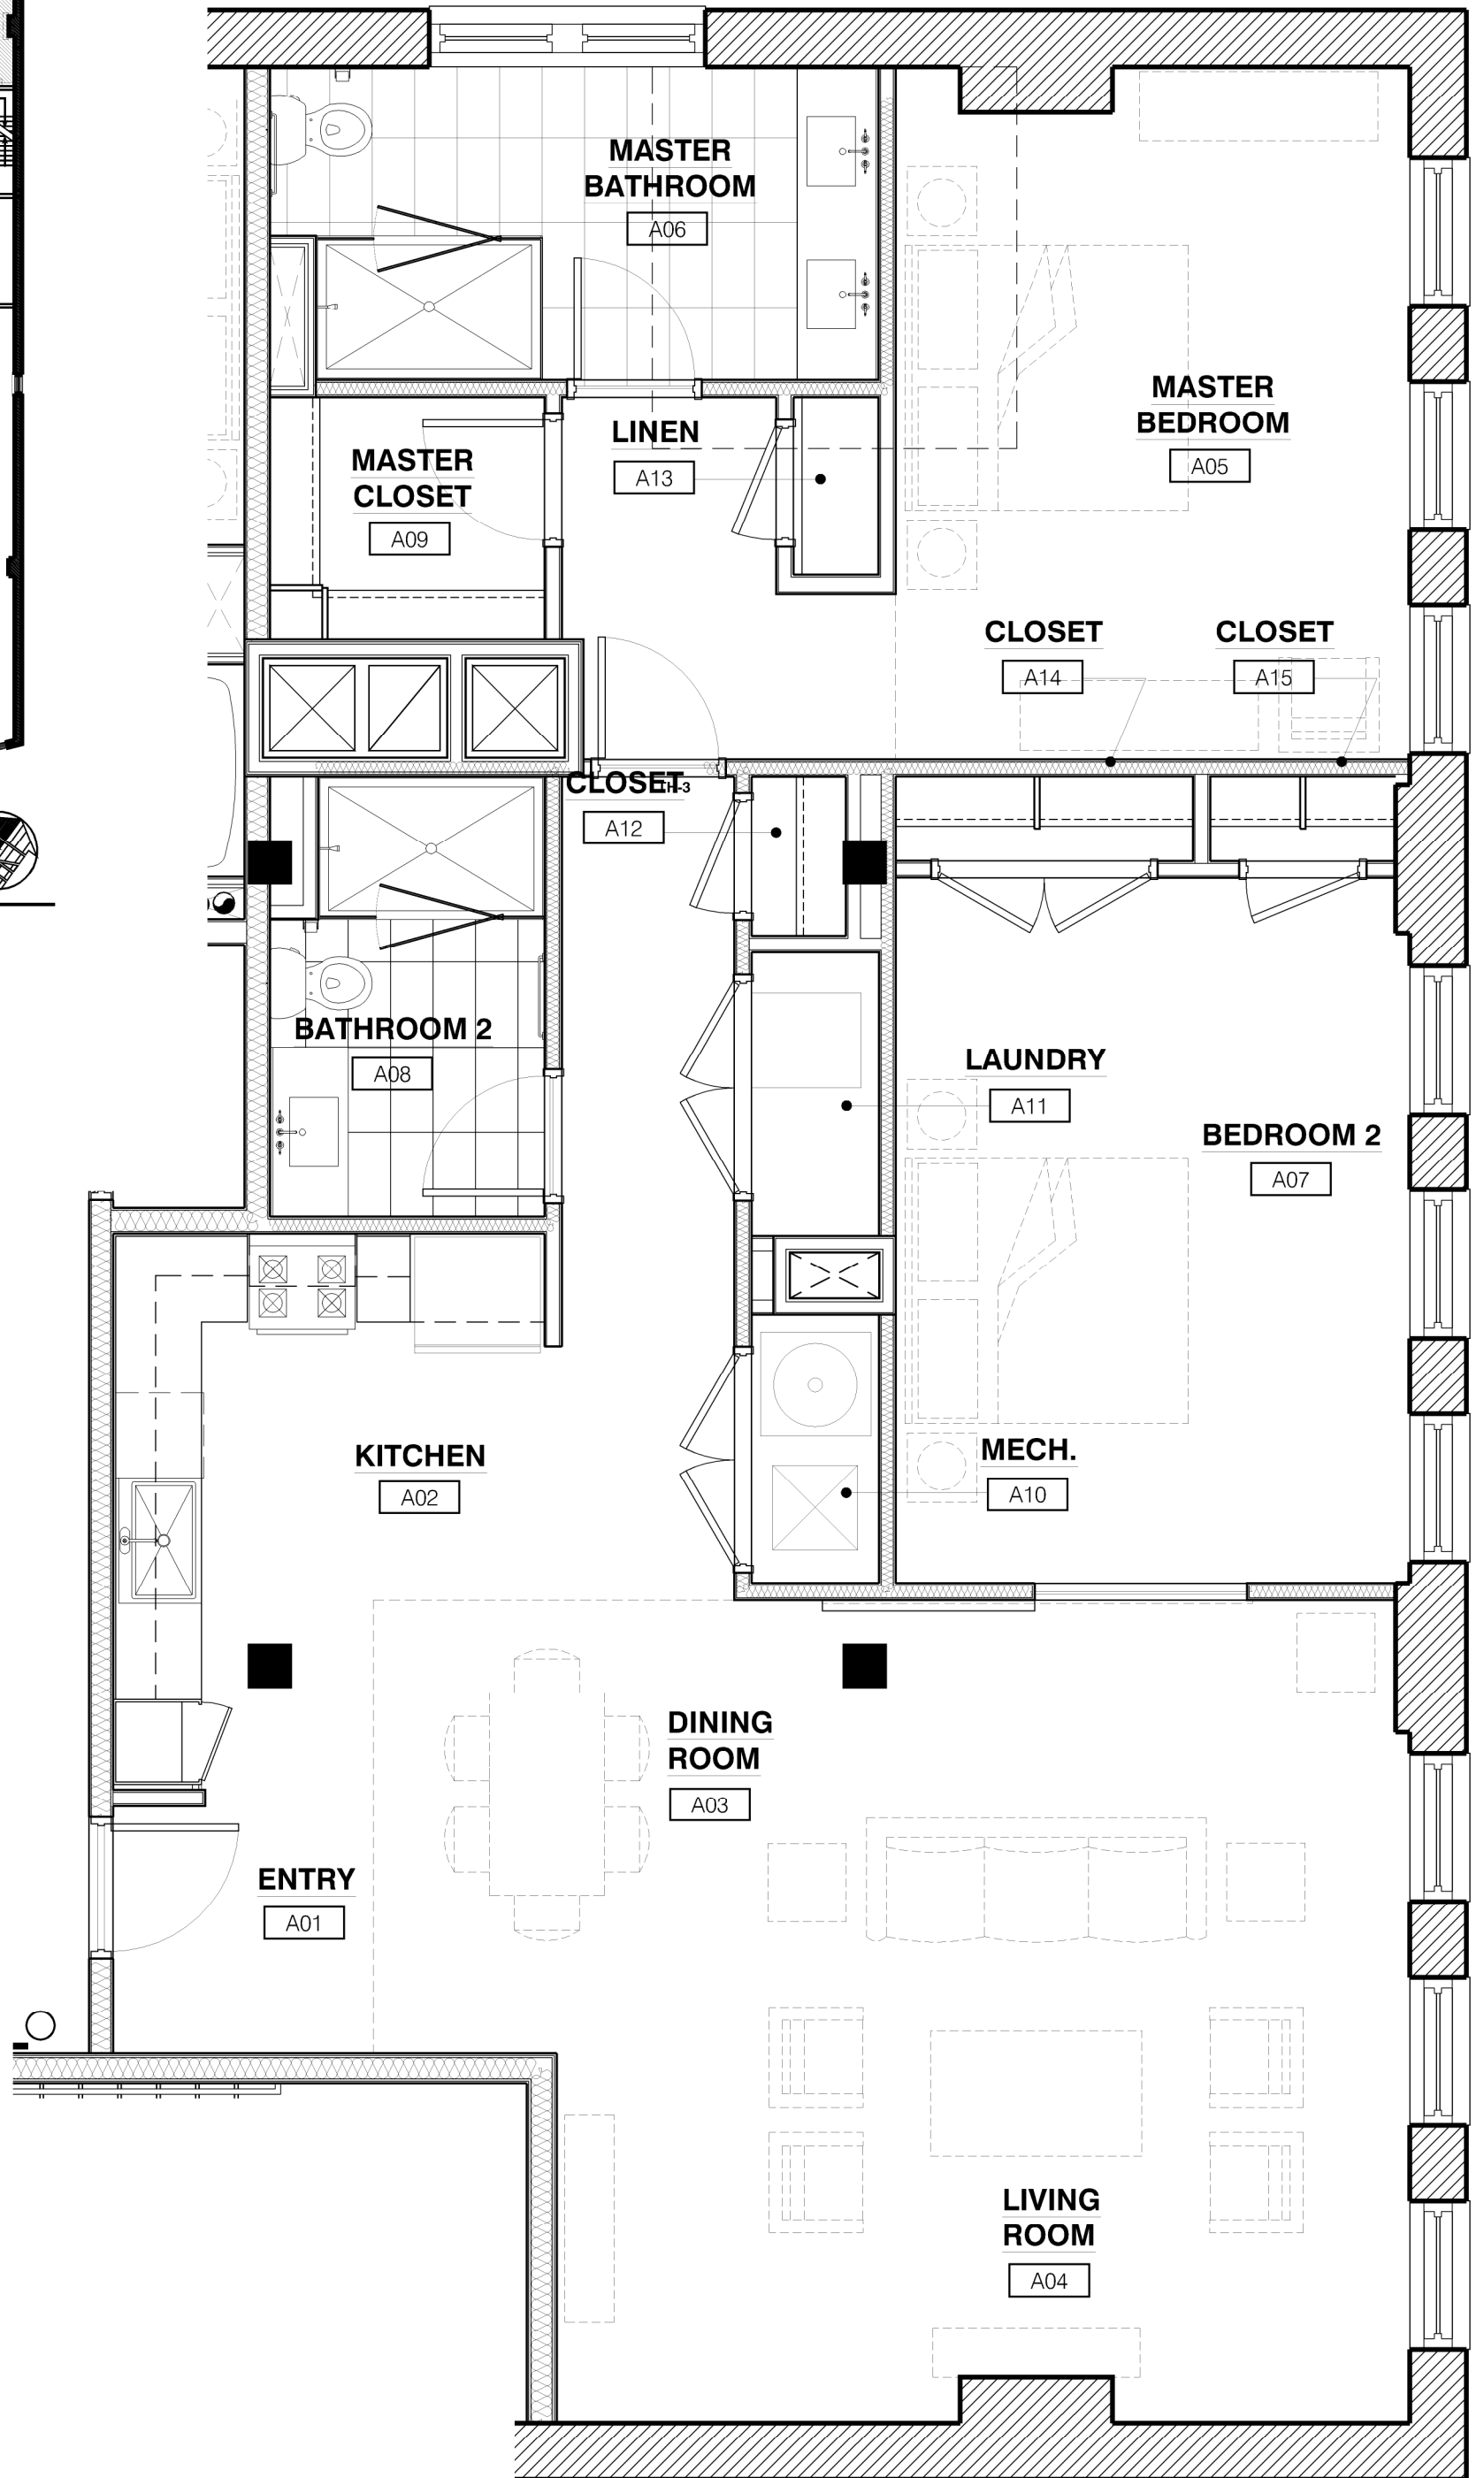 MASTER
BATHROOM
A06
MASTER
BEDROOM
A05
LINEN
A13
MASTER
CLOSET
A09
CLOSET
A14
CLOSET
A15
CLOSET
A12
BATHROOM 2
A08
LAUNDRY
A11
BEDROOM 2
A07
MECH.
A10
KITCHEN
A02
DINING
ROOM
A03
ENTRY
A01
LIVING
ROOM
A04